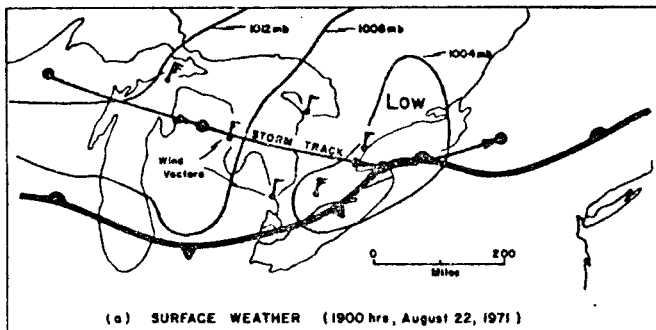 1012mb
1008mb
1004mb
Low
STORM TRACK
Wind
Vectors
0 200
Miles
(a) SURFACE WEATHER (1900 hrs, August 22, 1971)